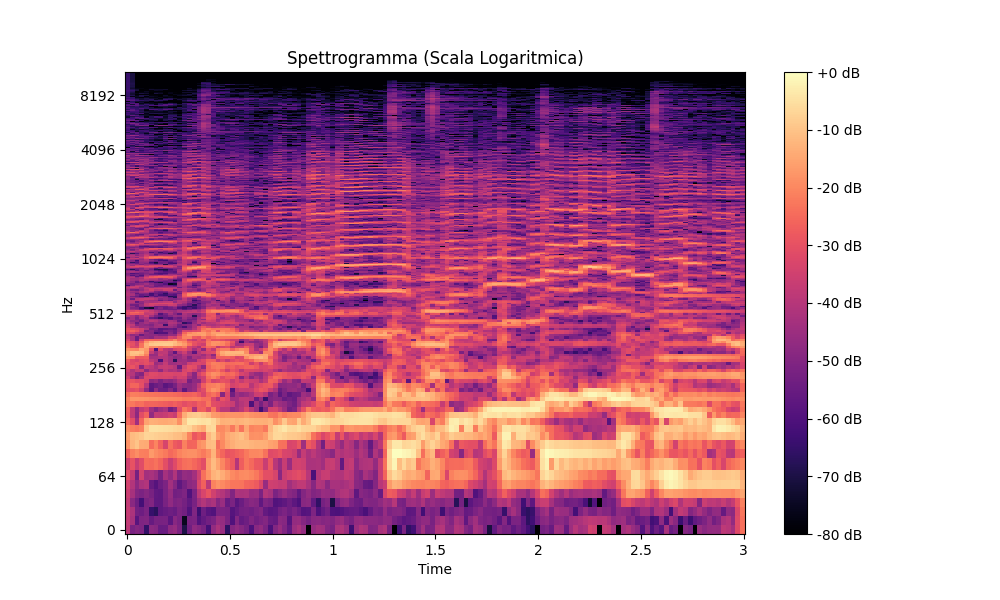 Spettrogramma (Scala Logaritmica)
8192
4096
2048
1024
512
256
128
64
0
Hz
0
0.5
1
1.5
2
2.5
3
Time
+0 dB
-10 dB
-20 dB
-30 dB
-40 dB
-50 dB
-60 dB
-70 dB
-80 dB